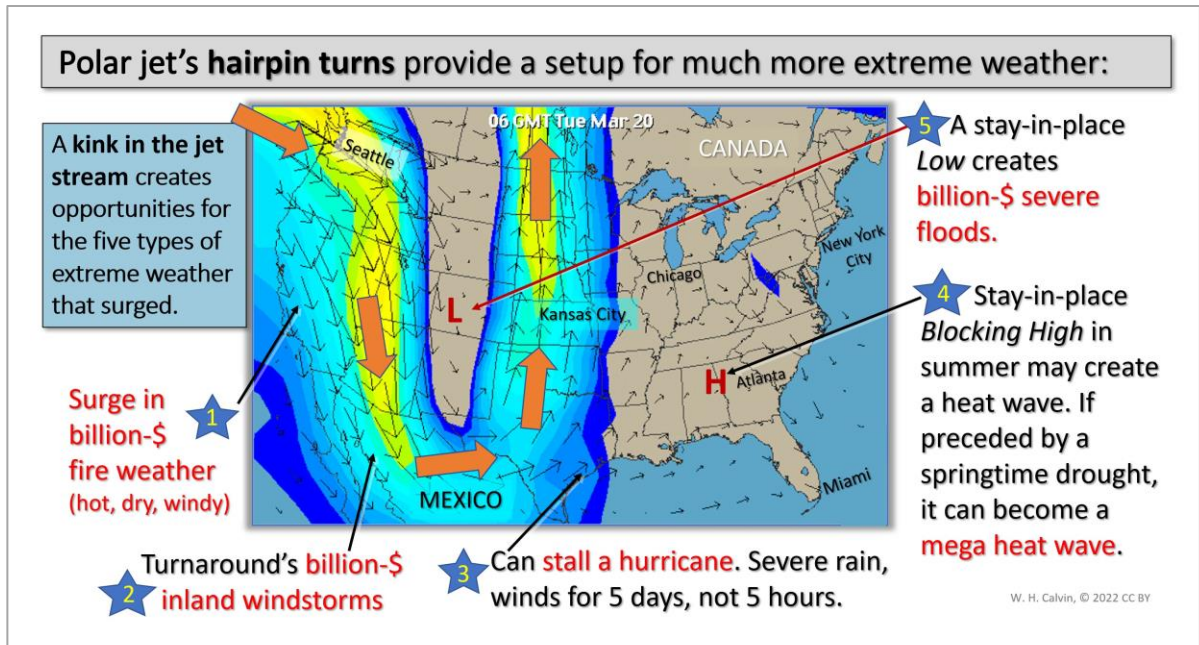 Polar jet's hairpin turns provide a setup for much more extreme weather:
A kink in the jet
stream creates
opportunities for
the five types of
extreme weather
that surged.
06 GMT Tue Mar 20
Seattle
CANADA
New York
City
Chicago
L
Kansas City
H
Atlanta
Miami
MEXICO
5
A stay-in-place
Low creates
billion-$ severe
floods.
4
Stay-in-place
Blocking High in
summer may create
a heat wave. If
preceded by a
springtime drought,
it can become a
mega heat wave.
1
Surge in
billion-$
fire weather
(hot, dry, windy)
2
Turnaround's billion-$
inland windstorms
3
Can stall a hurricane. Severe rain,
winds for 5 days, not 5 hours.
W. H. Calvin, © 2022 CC BY